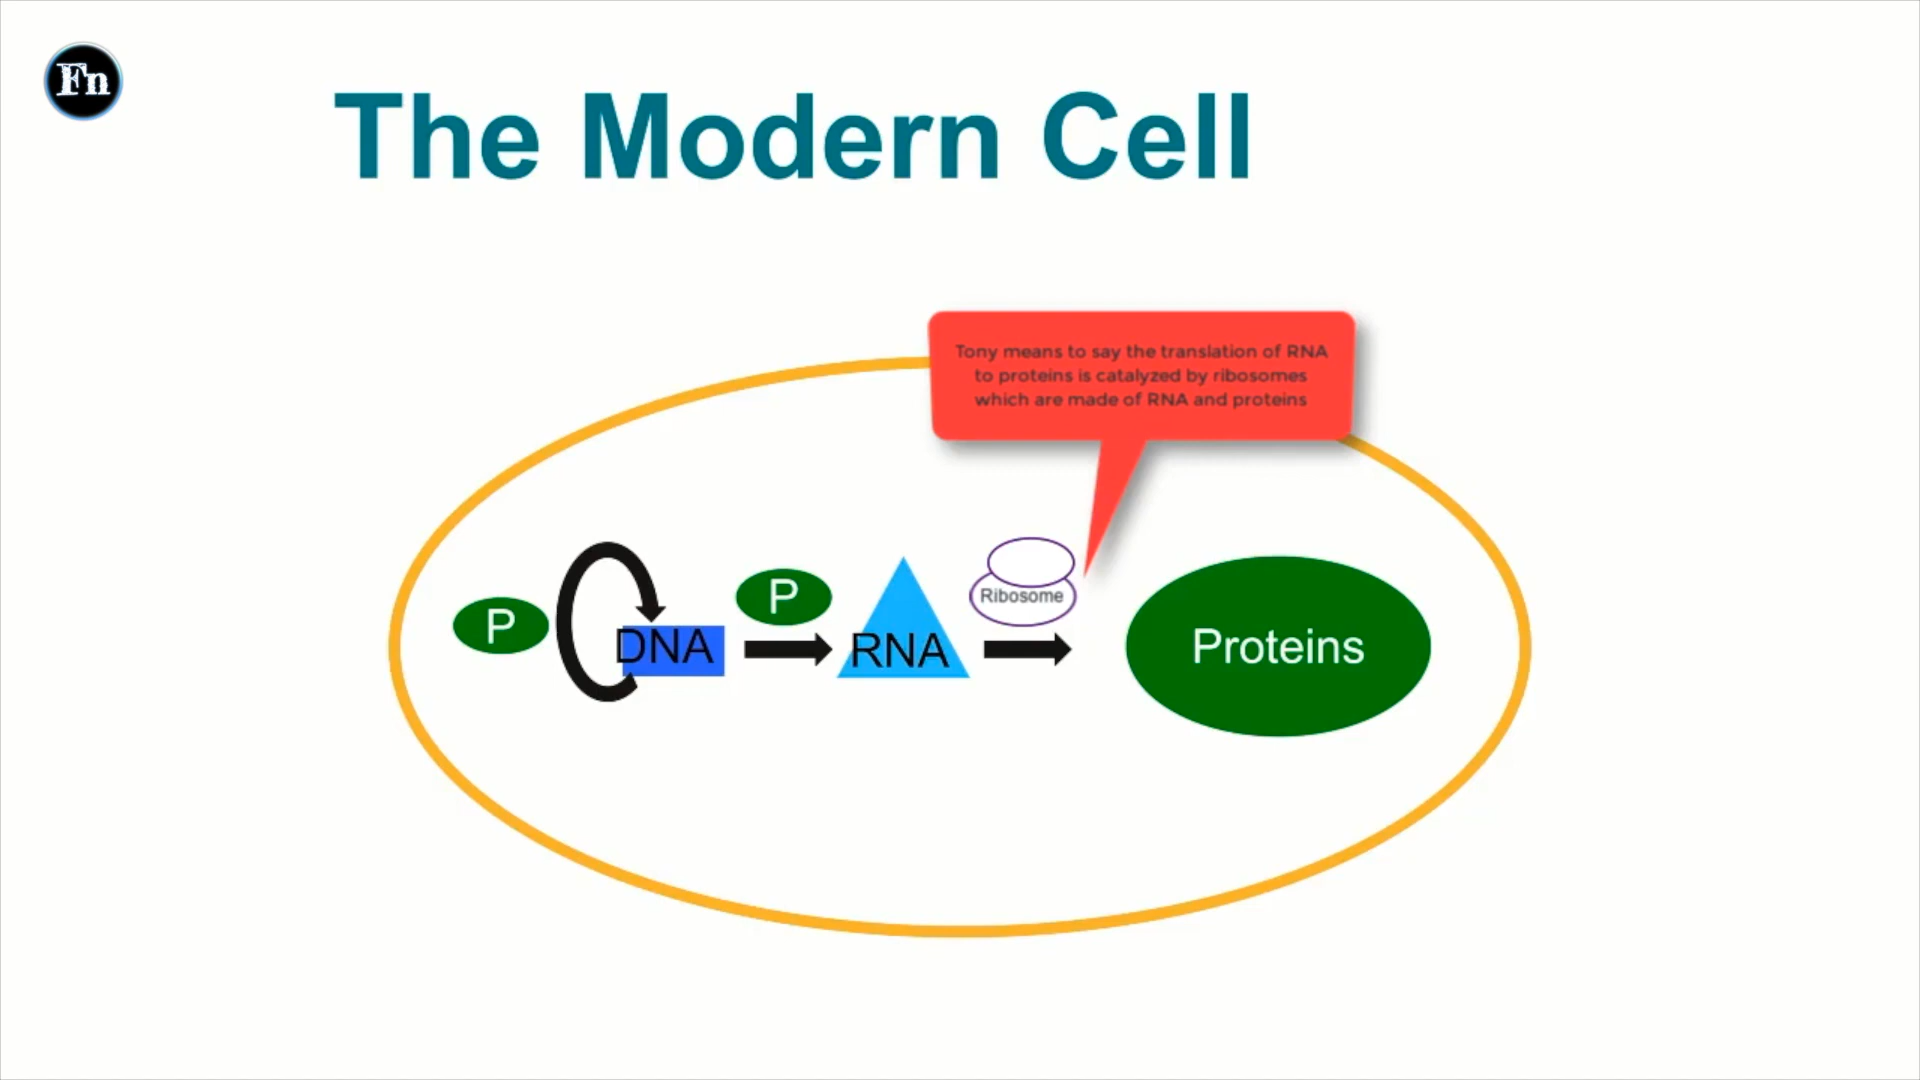 Fn
The Modern Cell
Tony means to say the translation of RNA
to proteins is catalyzed by ribosomes
which are made of RNA and proteins
P
DNA
P
RNA
Ribosome
Proteins